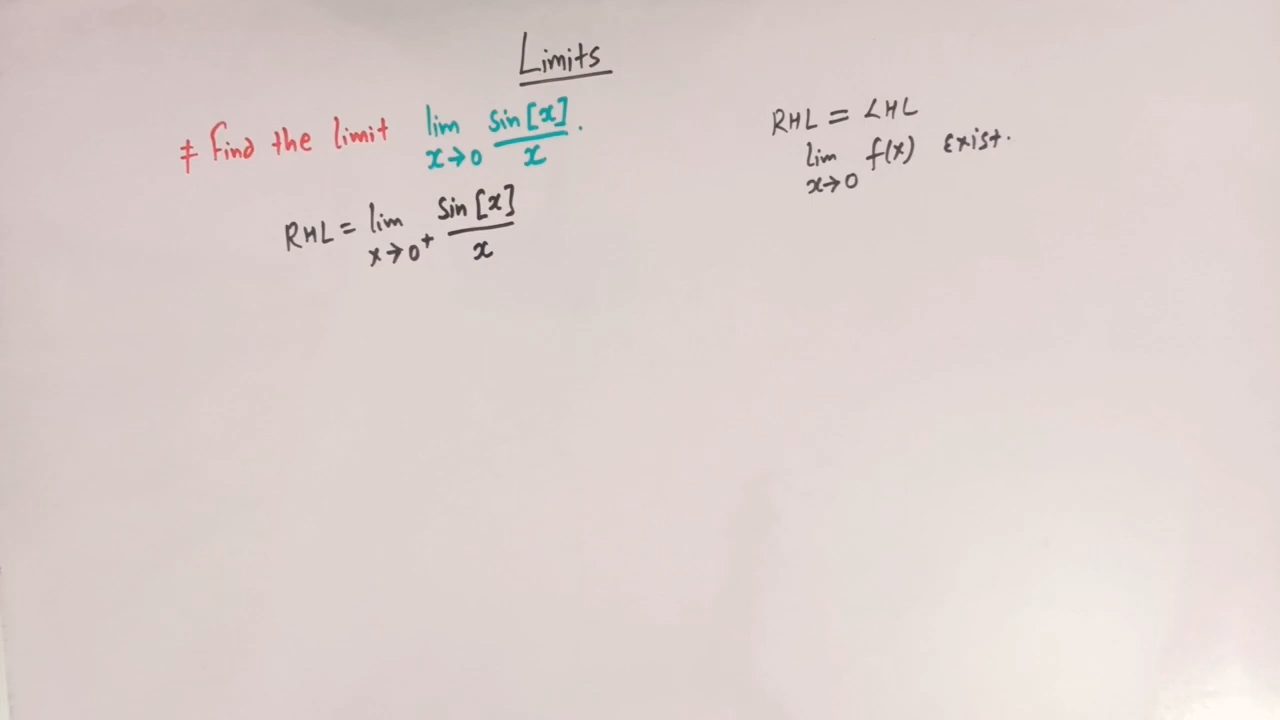 Limits
# Find the limit lim x→0 sin[x]/x.
RHL = LHL
lim x→0 f(x) exist.
RHL = lim x→0⁺ sin[x]/x